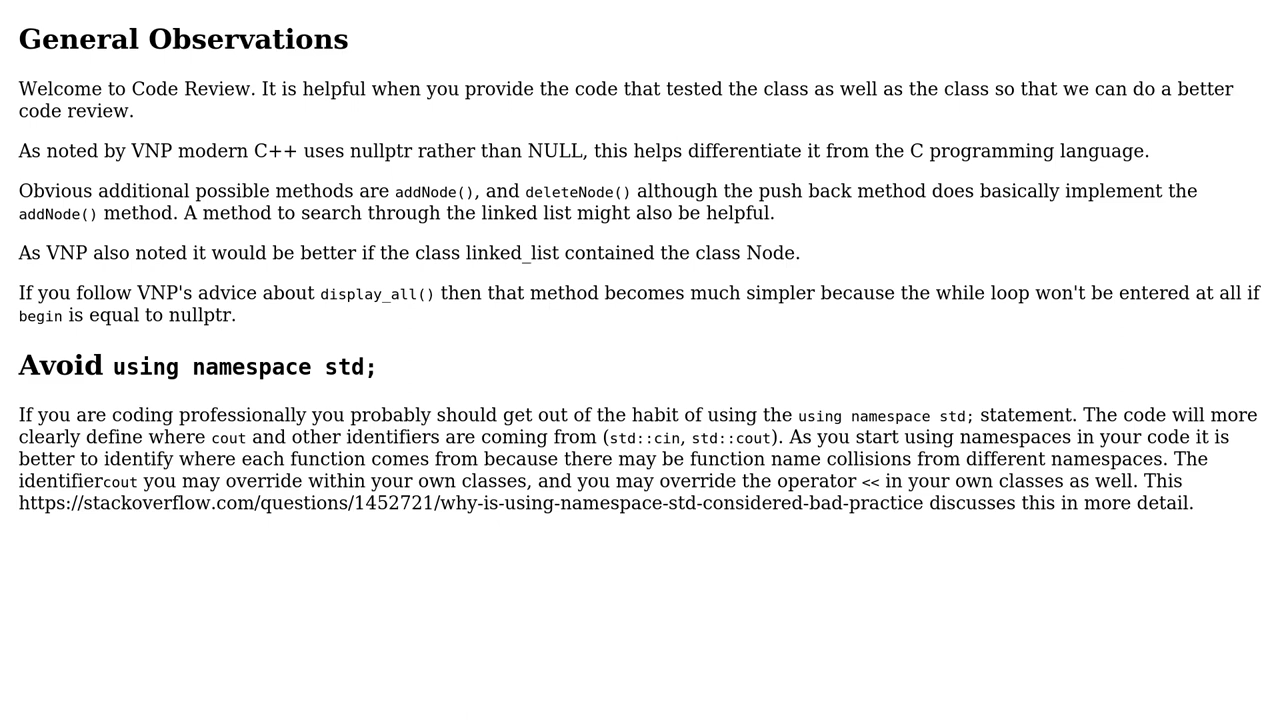 General Observations
Welcome to Code Review. It is helpful when you provide the code that tested the class as well as the class so that we can do a better
code review.
As noted by VNP modern C++ uses nullptr rather than NULL, this helps differentiate it from the C programming language.
Obvious additional possible methods are addNode(), and deleteNode() although the push back method does basically implement the
addNode() method. A method to search through the linked list might also be helpful.
As VNP also noted it would be better if the class linked_list contained the class Node.
If you follow VNP's advice about display_all() then that method becomes much simpler because the while loop won't be entered at all if
begin is equal to nullptr.
Avoid using namespace std;
If you are coding professionally you probably should get out of the habit of using the using namespace std; statement. The code will more
clearly define where cout and other identifiers are coming from (std::cin, std::cout). As you start using namespaces in your code it is
better to identify where each function comes from because there may be function name collisions from different namespaces. The
identifiercout you may override within your own classes, and you may override the operator << in your own classes as well. This
https://stackoverflow.com/questions/1452721/why-is-using-namespace-std-considered-bad-practice discusses this in more detail.